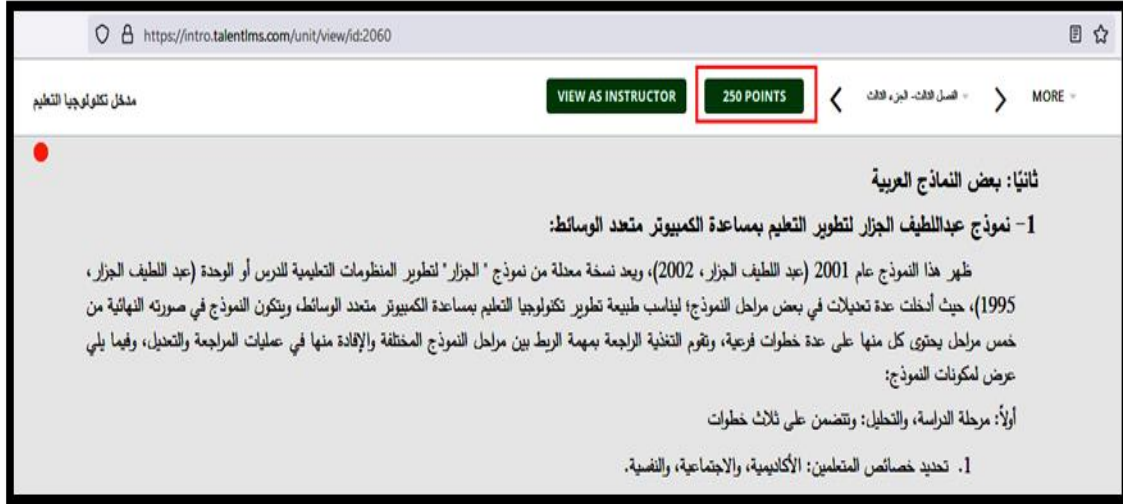 https://intro.talentlms.com/unit/view/id:2060
مدخل تكنولوجيا التعليم
VIEW AS INSTRUCTOR
250 POINTS
الفصل الثالث- الجزء الثالث
MORE
ثانيًا: بعض النماذج العربية
1- نموذج عبداللطيف الجزار لتطوير التعليم بمساعدة الكمبيوتر متعدد الوسائط:
ظهر هذا النموذج عام 2001 (عبد اللطيف الجزار، 2002)، ويعد نسخة معدلة من نموذج "الجزار" لتطوير المنظومات التعليمية للدرس أو الوحدة (عبد اللطيف الجزار،
1995)، حيث أدخلت عدة تعديلات في بعض مراحل النموذج؛ ليناسب طبيعة تطوير تكنولوجيا التعليم بمساعدة الكمبيوتر متعدد الوسائط، ويتكون النموذج في صورته النهائية من
خمس مراحل يحتوى كل منها على عدة خطوات فرعية، وتقوم التغذية الراجعة بمهمة الربط بين مراحل النموذج المختلفة والإفادة منها في عمليات المراجعة والتعديل، وفيما يلي
عرض لمكونات النموذج:
أولاً: مرحلة الدراسة، والتحليل: وتتضمن على ثلاث خطوات
1. تحديد خصائص المتعلمين: الأكاديمية، والاجتماعية، والنفسية.